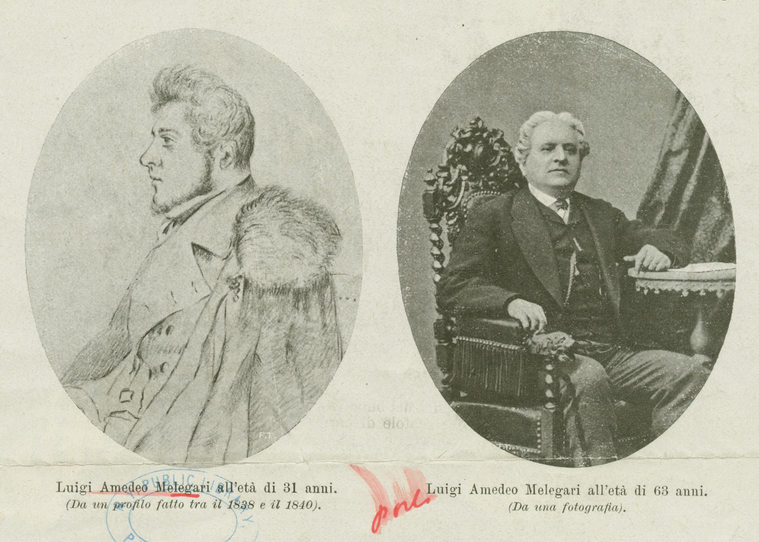 Luigi Amedeo Melegari all'età di 31 anni.
(Da un profilo fatto tra il 1838 e il 1840).
Luigi Amedeo Melegari all'età di 63 anni.
(Da una fotografia).
PUBLIC